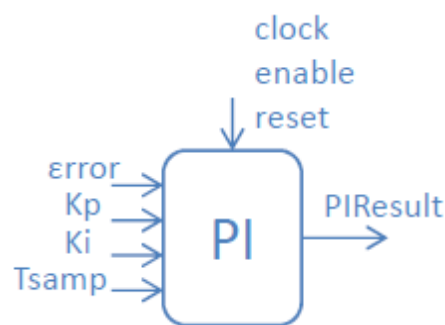 clock
enable
reset
εrror
Kp
Ki
Tsamp
PI
PIResult